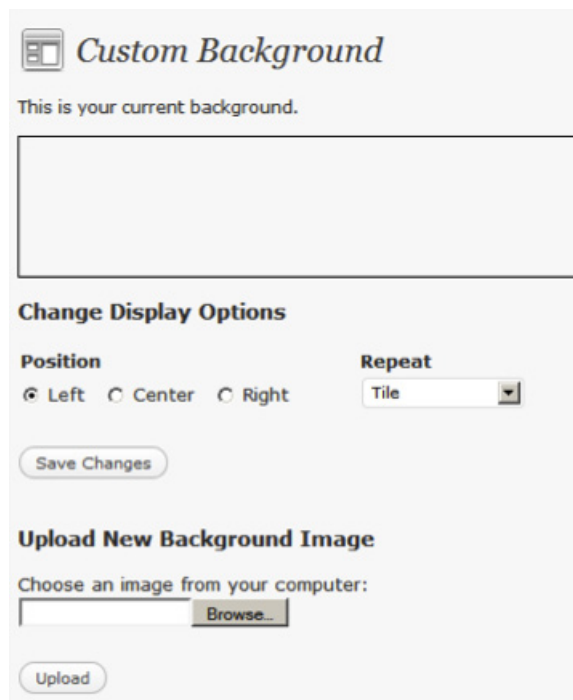 Custom Background
This is your current background.
Change Display Options
Position Repeat
Left Center Right Tile
Save Changes
Upload New Background Image
Choose an image from your computer:
Browse...
Upload